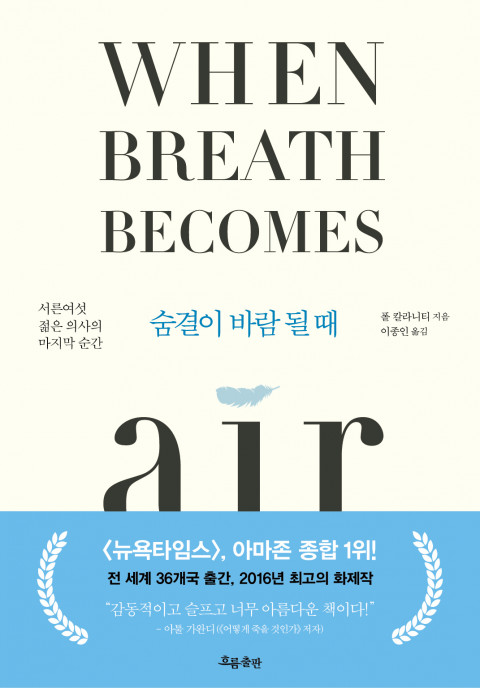 WHEN
BREATH
BECOMES
서른여섯
젊은 의사의
마지막 순간
숨결이 바람 될 때
폴 칼라니티 지음
이종인 옮김
air
〈뉴욕타임스〉, 아마존 종합 1위!
전 세계 36개국 출간, 2016년 최고의 화제작
“감동적이고 슬프고 너무 아름다운 책이다!”
- 아툴 가완디(《어떻게 죽을 것인가》 저자)
흐름출판